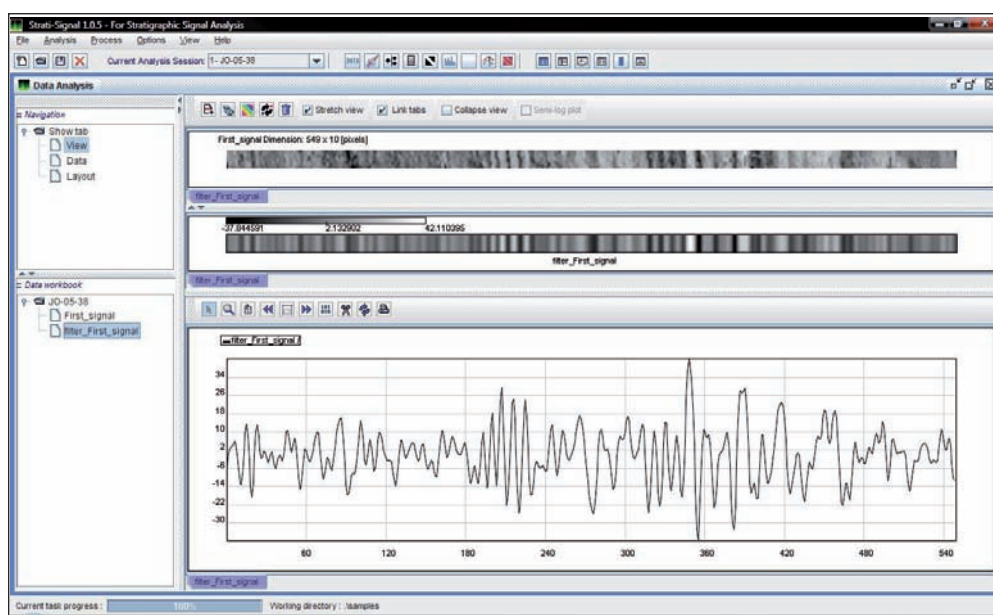 Strati-Signal 1.0.5 - For Stratigraphic Signal Analysis
File Analysis Process Options View Help
Current Analysis Session: 1- JO-05-38
Data Analysis
Navigation
Show tab
View
Data
Layout
Data workbook
JO-05-38
First_signal
filter_First_signal
Stretch view Link tabs Collapse view Semi-log plot
First_signal Dimension: 549 x 10 [pixels]
filter_First_signal
-37.844591 2.132902 42.110395
filter_First_signal
filter_First_signal
filter_First_signal
34
26
18
10
2
-6
-14
-22
-30
60 120 180 240 300 360 420 480 540
filter_First_signal
Current task progress : 100% Working directory : .\samples